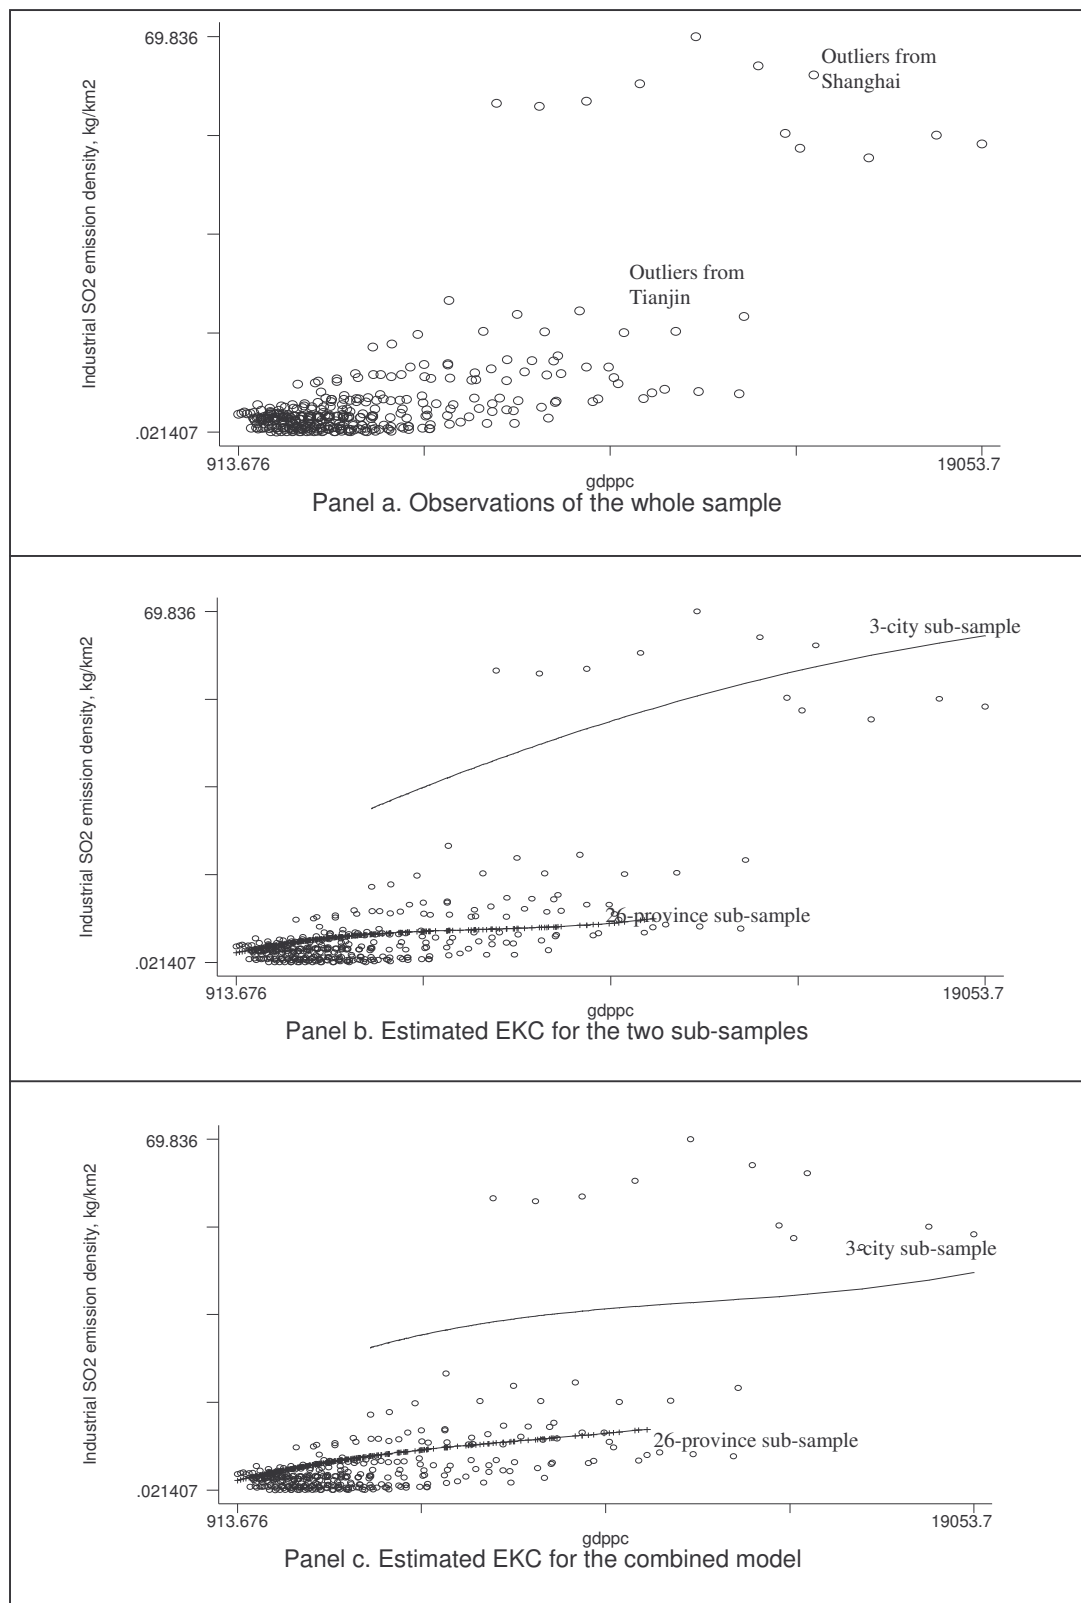 69.836
Outliers from
Shanghai
Industrial SO2 emission density, kg/km2
Outliers from
Tianjin
.021407
913.676
19053.7
gdppc
Panel a. Observations of the whole sample
69.836
3-city sub-sample
Industrial SO2 emission density, kg/km2
26-province sub-sample
.021407
913.676
19053.7
gdppc
Panel b. Estimated EKC for the two sub-samples
69.836
Industrial SO2 emission density, kg/km2
3-city sub-sample
26-province sub-sample
.021407
913.676
19053.7
gdppc
Panel c. Estimated EKC for the combined model